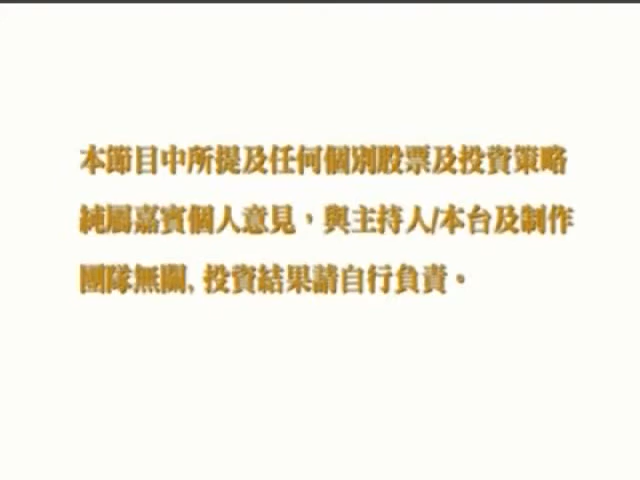 本節目中所提及任何個別股票及投資策略
純屬嘉賓個人意見，與主持人/本台及制作
團隊無關, 投資結果請自行負責。